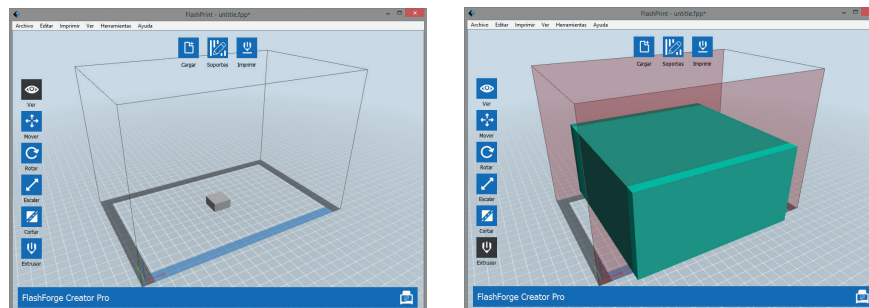 FlashPrint - untitle.fpp*
Archivo Editar Imprimir Ver Herramientas Ayuda
Cargar Soportes Imprimir
Ver
Mover
Rotar
Escalar
Cortar
Extrusor
FlashForge Creator Pro
FlashPrint - untitle.fpp*
Archivo Editar Imprimir Ver Herramientas Ayuda
Cargar Soportes Imprimir
Ver
Mover
Rotar
Escalar
Cortar
Extrusor
FlashForge Creator Pro